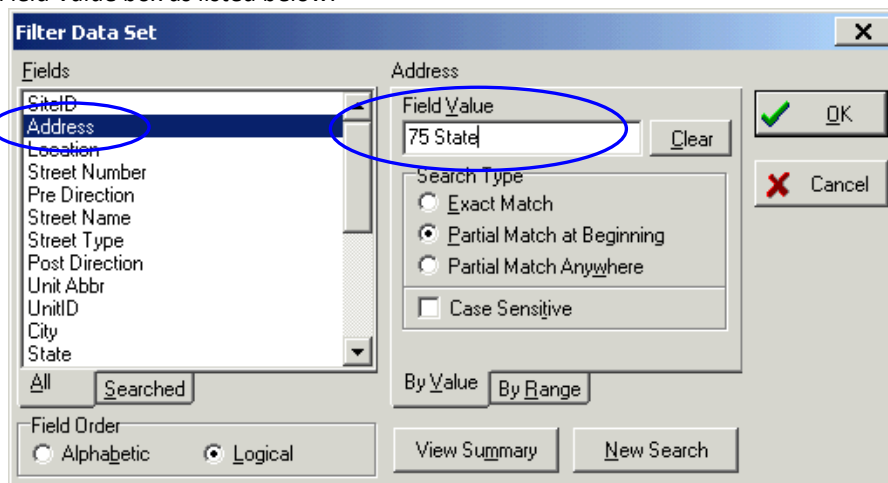 Filter Data Set
Fields
SiteID
Address
Location
Street Number
Pre Direction
Street Name
Street Type
Post Direction
Unit Abbr
UnitID
City
State
All
Searched
Field Order
Alphabetic
Logical
Address
Field Value
75 State
Clear
Search Type
Exact Match
Partial Match at Beginning
Partial Match Anywhere
Case Sensitive
By Value
By Range
View Summary
New Search
OK
Cancel